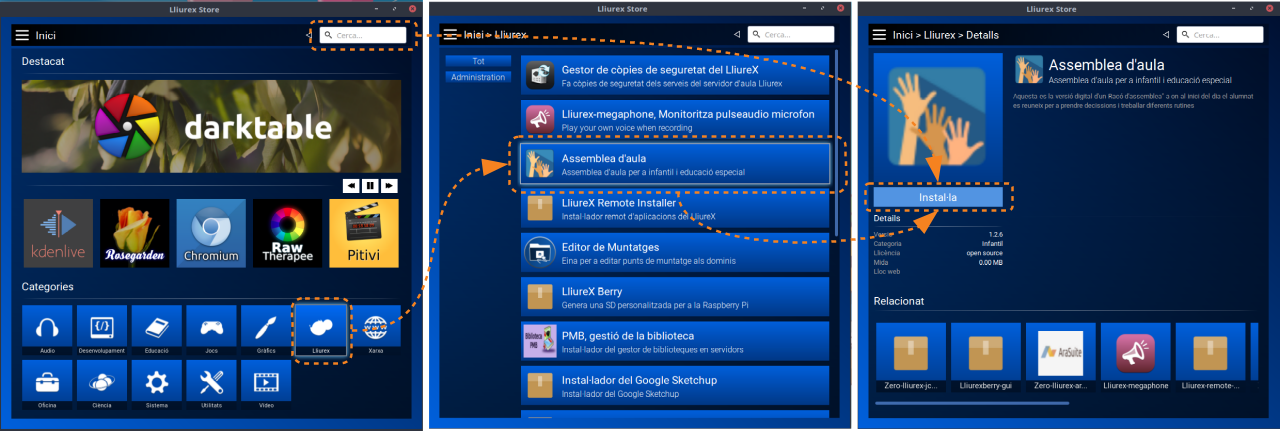 Lliurex Store
Inici
Cerca...
Destacat
darktable
kdenlive
Rosegarden
Chromium
Raw
Therapee
Pitivi
Categories
Àudio
Desenvolupament
Educació
Jocs
Gràfics
Lliurex
Xarxa
Oficina
Ciència
Sistema
Utilitats
Vídeo
Lliurex Store
Inici > Lliurex
Cerca...
Tot
Administration
Gestor de còpies de seguretat del LliureX
Fa còpies de seguretat dels serveis del servidor d'aula Lliurex
Lliurex-megaphone, Monitoritza pulseaudio microfon
Play your own voice when recording
Assemblea d'aula
Assemblea d'aula per a infantil i educació especial
LliureX Remote Installer
Instal·lador remot d'aplicacions del LliureX
Editor de Muntatges
Eina per a editar punts de muntatge als dominis
LliureX Berry
Genera una SD personalitzada per a la Raspberry Pi
Biblioteca
PMB
PMB, gestió de la biblioteca
Instal·lador del gestor de biblioteques en servidors
Instal·lador del Google Sketchup
Instal·lador del Google Sketchup
Lliurex Store
Inici > Lliurex > Detalls
Cerca...
Assemblea d'aula
Assemblea d'aula per a infantil i educació especial
Aquesta es la versió digital d'un Racó d'assemblea" a on al inici del dia el alumnat
es reuneix per a prendre decissions i treballar diferents rutines
Instal·la
Details
Versió 1.2.6
Categoria Infantil
Llicència open source
Mida 0.00 MB
Lloc web
Relacionat
Zero-lliurex-jc...
Lliurexberry-gui
AraSuite
Zero-lliurex-ar...
Lliurex-megaphone
Lliurex-remote-...